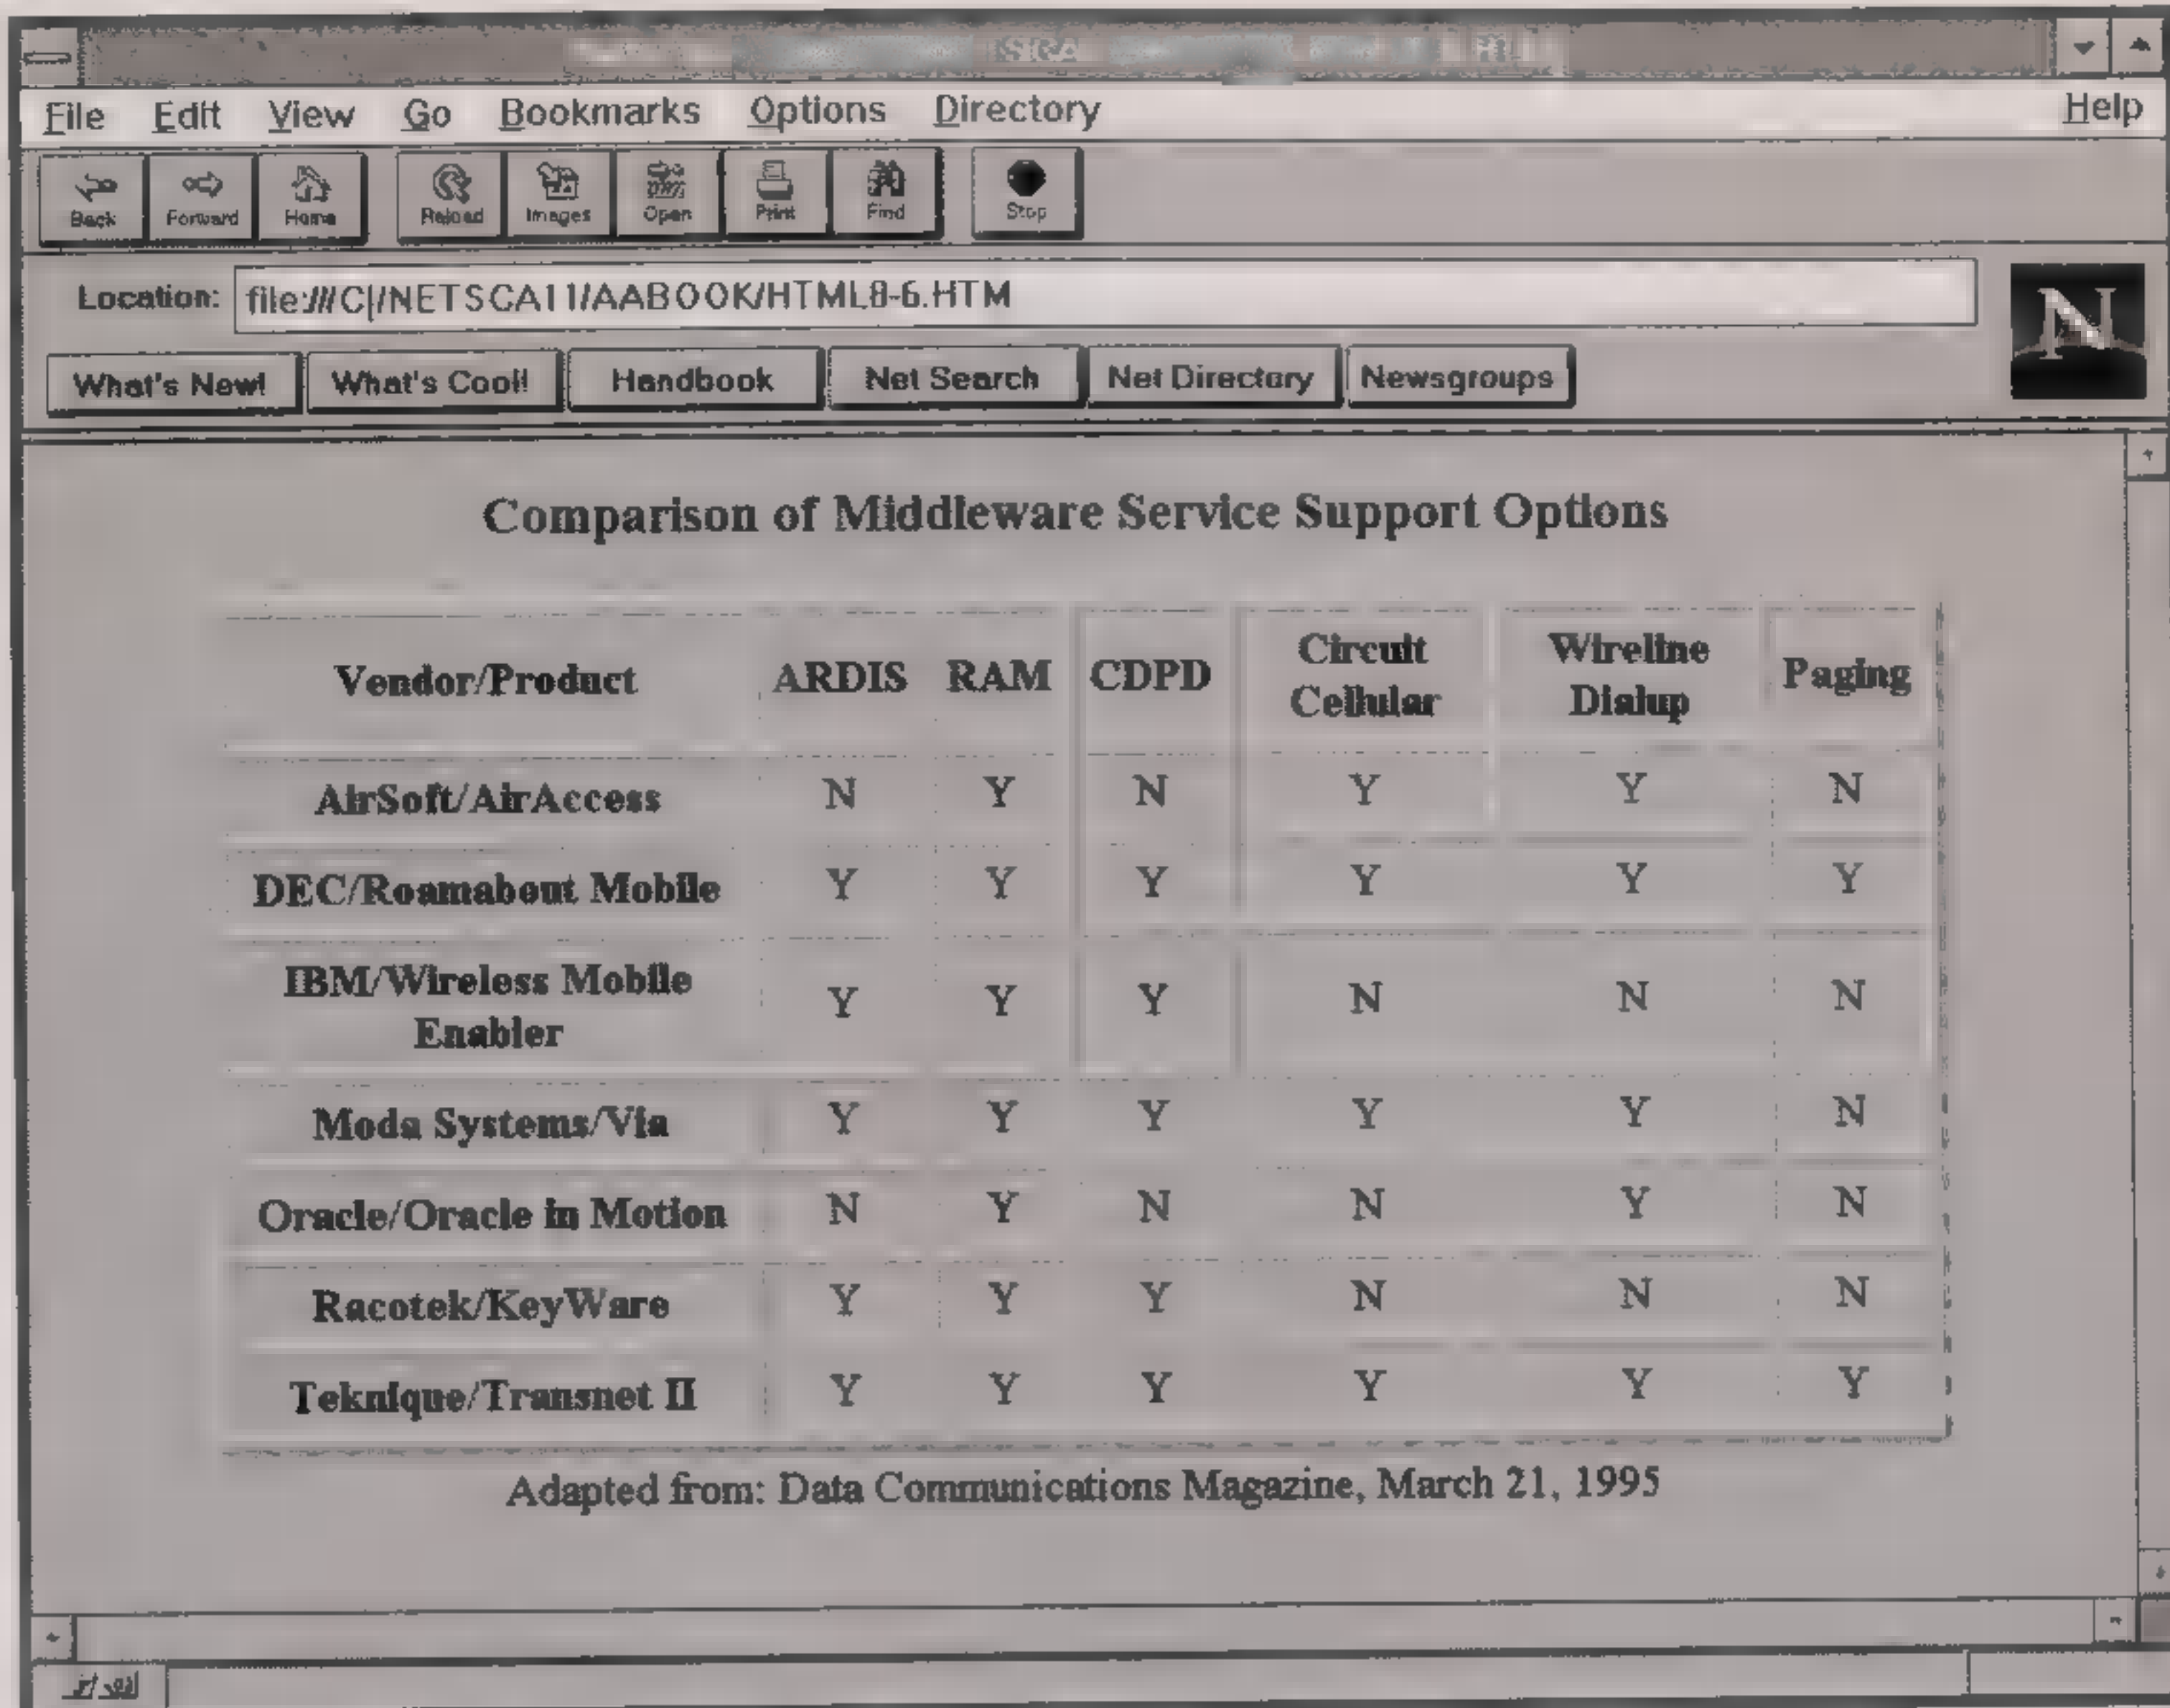 File Edit View Go Bookmarks Options Directory Help
Back Forward Home Reload Images Open Print Find Stop
Location: file:///C|/NETSCA11/AABOOK/HTML8-6.HTM
N
What's New! What's Cool! Handbook Net Search Net Directory Newsgroups
Comparison of Middleware Service Support Options
Vendor/Product ARDIS RAM CDPD Circuit Cellular Wireline Dialup Paging
AirSoft/AirAccess N Y N Y Y N
DEC/Roamabout Mobile Y Y Y Y Y Y
IBM/Wireless Mobile Enabler Y Y Y N N N
Moda Systems/Via Y Y Y Y Y N
Oracle/Oracle in Motion N Y N N Y N
Racotek/KeyWare Y Y Y N N N
Teknique/Transnet II Y Y Y Y Y Y
Adapted from: Data Communications Magazine, March 21, 1995